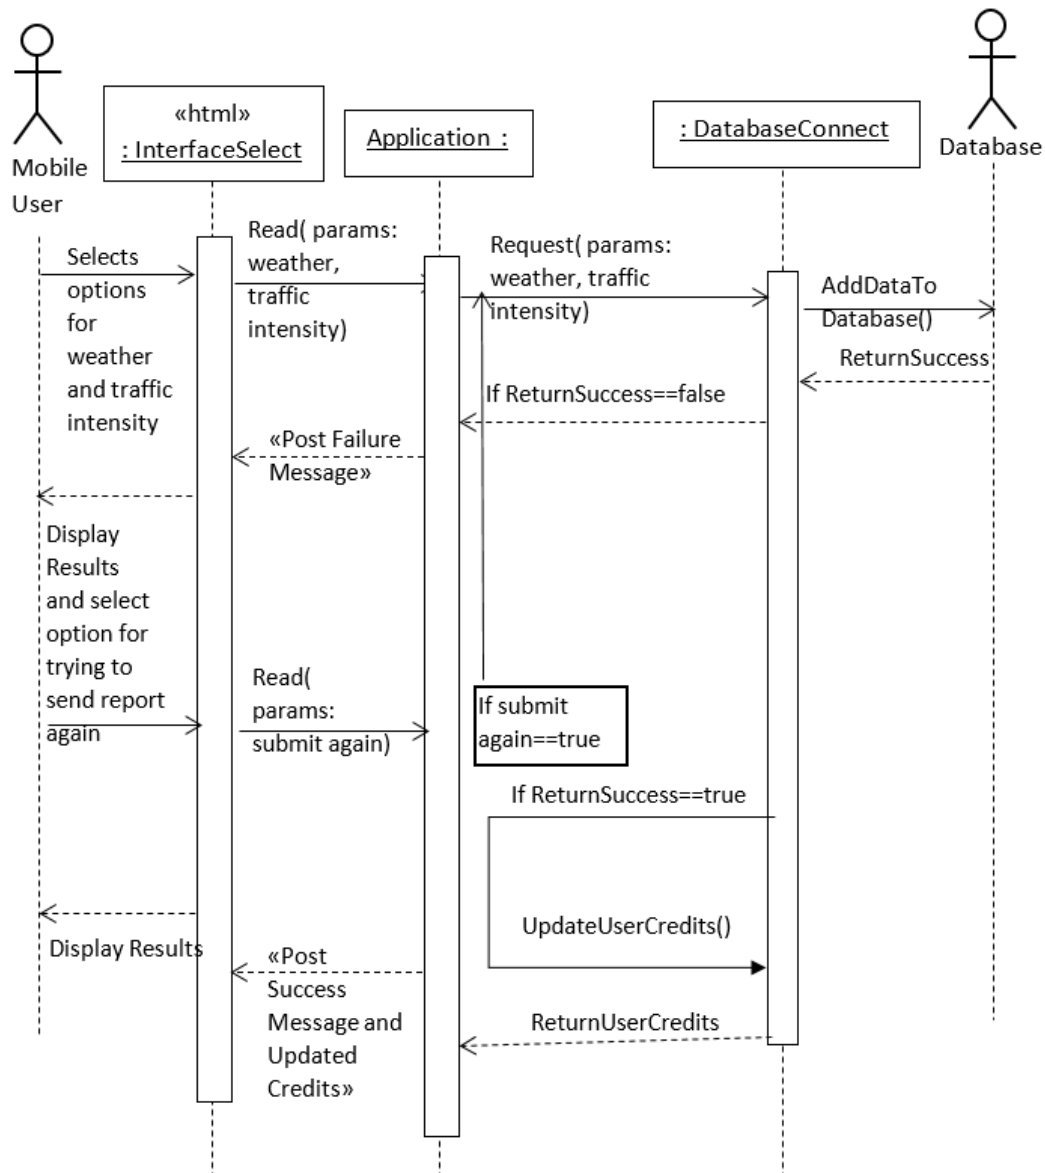 Mobile
User
«html»
: InterfaceSelect
Application :
: DatabaseConnect
Database
Selects
options
for
weather
and traffic
intensity
Read( params:
weather,
traffic
intensity)
Request( params:
weather, traffic
intensity)
AddDataTo
Database()
ReturnSuccess
If ReturnSuccess==false
«Post Failure
Message»
Display
Results
and select
option for
trying to
send report
again
Read(
params:
submit again)
If submit
again==true
If ReturnSuccess==true
UpdateUserCredits()
Display Results
«Post
Success
Message and
Updated
Credits»
ReturnUserCredits